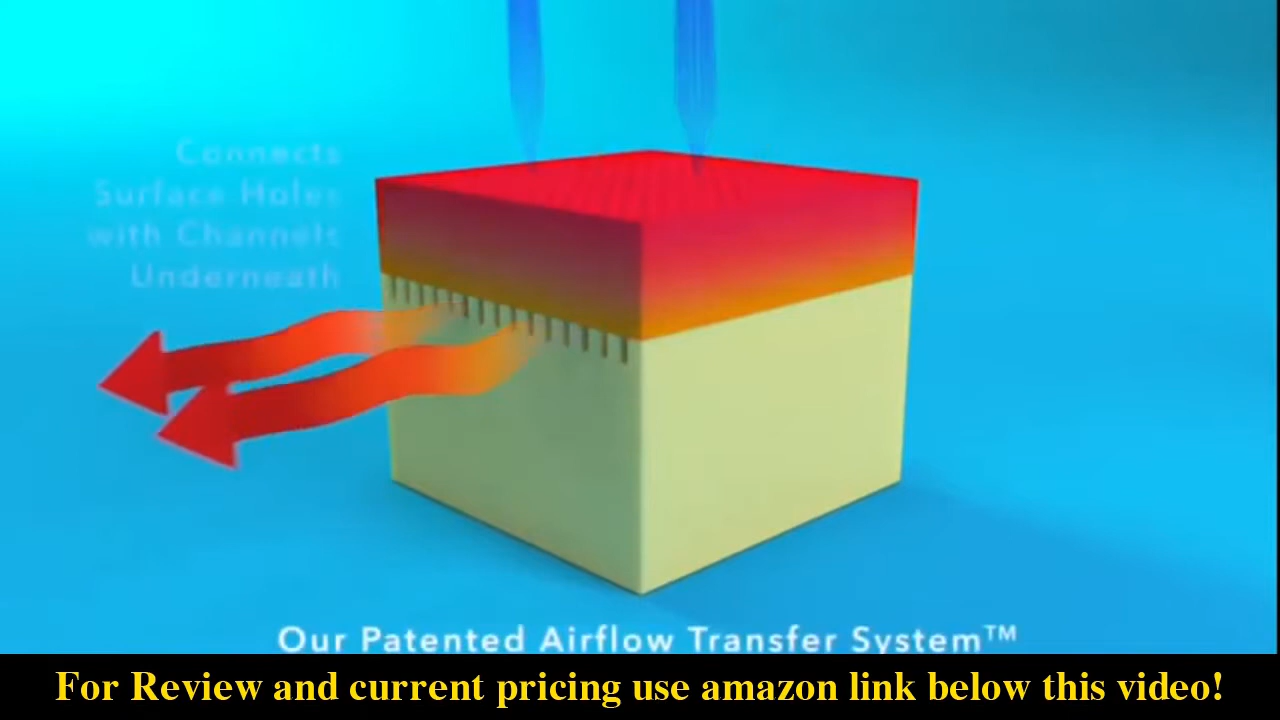 Connects
Surface Holes
with Channels
Underneath
Our Patented Airflow Transfer System™
For Review and current pricing use amazon link below this video!